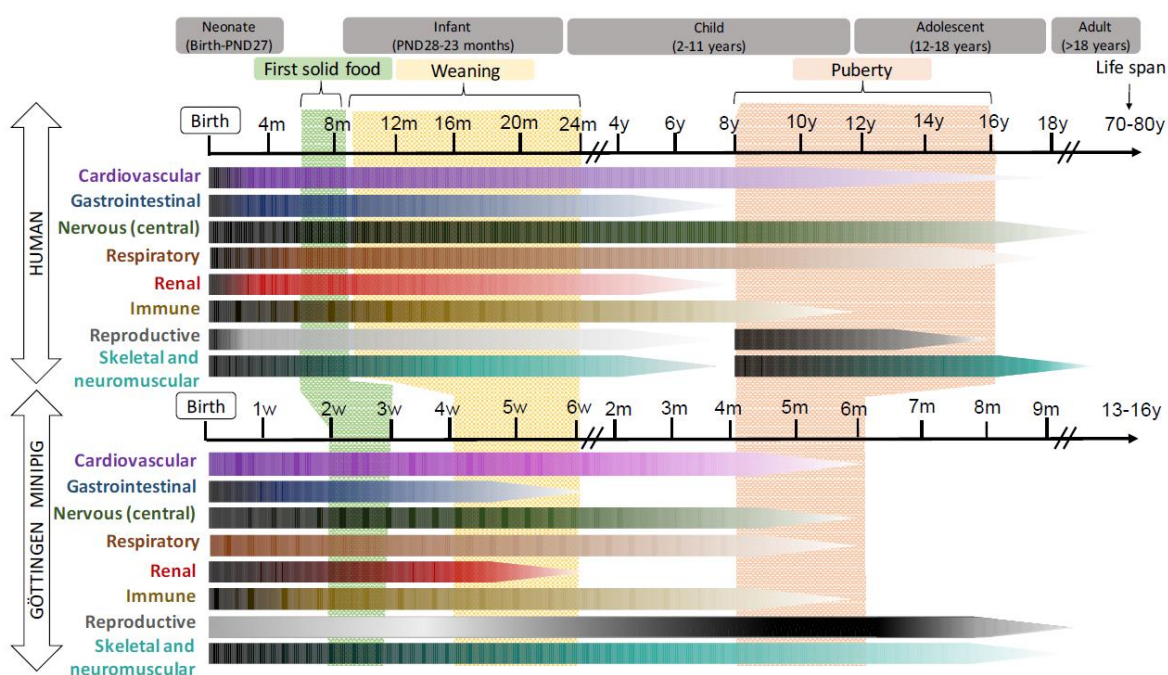 Neonate
(Birth-PND27)
Infant
(PND28-23 months)
Child
(2-11 years)
Adolescent
(12-18 years)
Adult
(>18 years)
First solid food
Weaning
Puberty
Life span
HUMAN
Birth 4m 8m 12m 16m 20m 24m 4y 6y 8y 10y 12y 14y 16y 18y 70-80y
Cardiovascular
Gastrointestinal
Nervous (central)
Respiratory
Renal
Immune
Reproductive
Skeletal and
neuromuscular
GÖTTINGEN MINIPIG
Birth 1w 2w 3w 4w 5w 6w 2m 3m 4m 5m 6m 7m 8m 9m 13-16y
Cardiovascular
Gastrointestinal
Nervous (central)
Respiratory
Renal
Immune
Reproductive
Skeletal and
neuromuscular